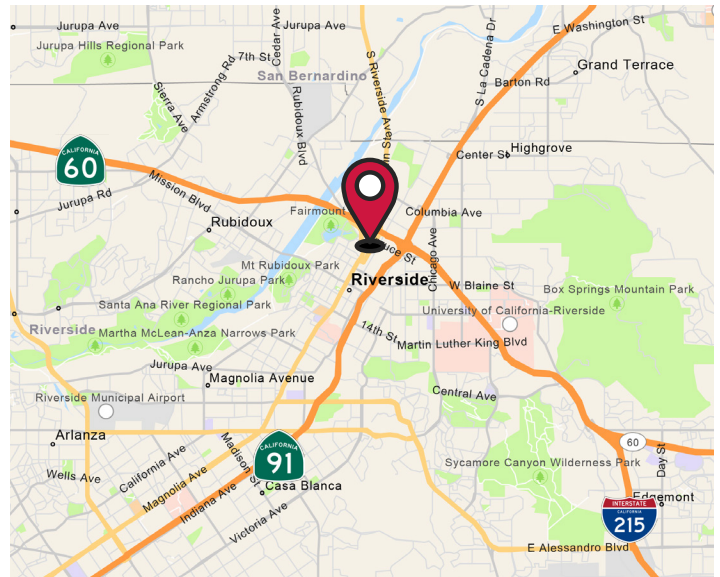 Jurupa Ave
Jurupa Ave
E Washington St
Jurupa Hills Regional Park
Cedar Ave
7th St
Grand Terrace
San Bernardino
S Riverside Ave
S La Cadena Dr
Barton Rd
Sierra Ave
Armstrong Rd
Rubidoux Blvd
CALIFORNIA
60
Center St
Highgrove
Mission Blvd
Jurupa Rd
Rubidoux
Fairmount
Columbia Ave
Mt Rubidoux Park
Chicago Ave
Rancho Jurupa Park
Riverside
W Blaine St
Box Springs Mountain Park
Santa Ana River Regional Park
University of California-Riverside
Riverside
Martha McLean-Anza Narrows Park
14th St
Martin Luther King Blvd
Jurupa Ave
Magnolia Avenue
Central Ave
Riverside Municipal Airport
Arlanza
Madison St
CALIFORNIA
91
60
Day St
California Ave
Sycamore Canyon Wilderness Park
Wells Ave
Magnolia Ave
Indiana Ave
Casa Blanca
Victoria Ave
Edgemont
INTERSTATE
CALIFORNIA
215
E Alessandro Blvd